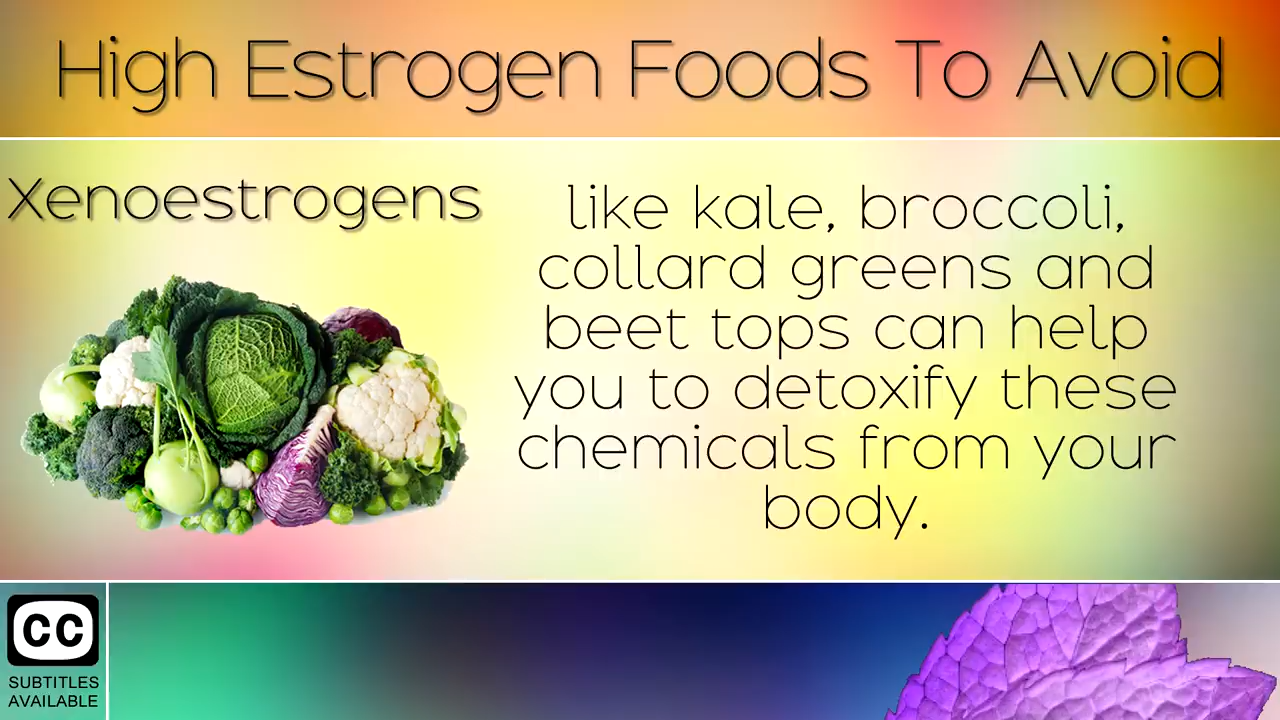 High Estrogen Foods To Avoid
Xenoestrogens
like kale, broccoli,
collard greens and
beet tops can help
you to detoxify these
chemicals from your
body.
CC
SUBTITLES
AVAILABLE